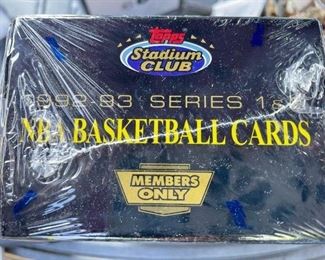 Topps
Stadium
CLUB
1992-93 SERIES 1 &
NBA BASKETBALL CARDS
MEMBERS
ONLY